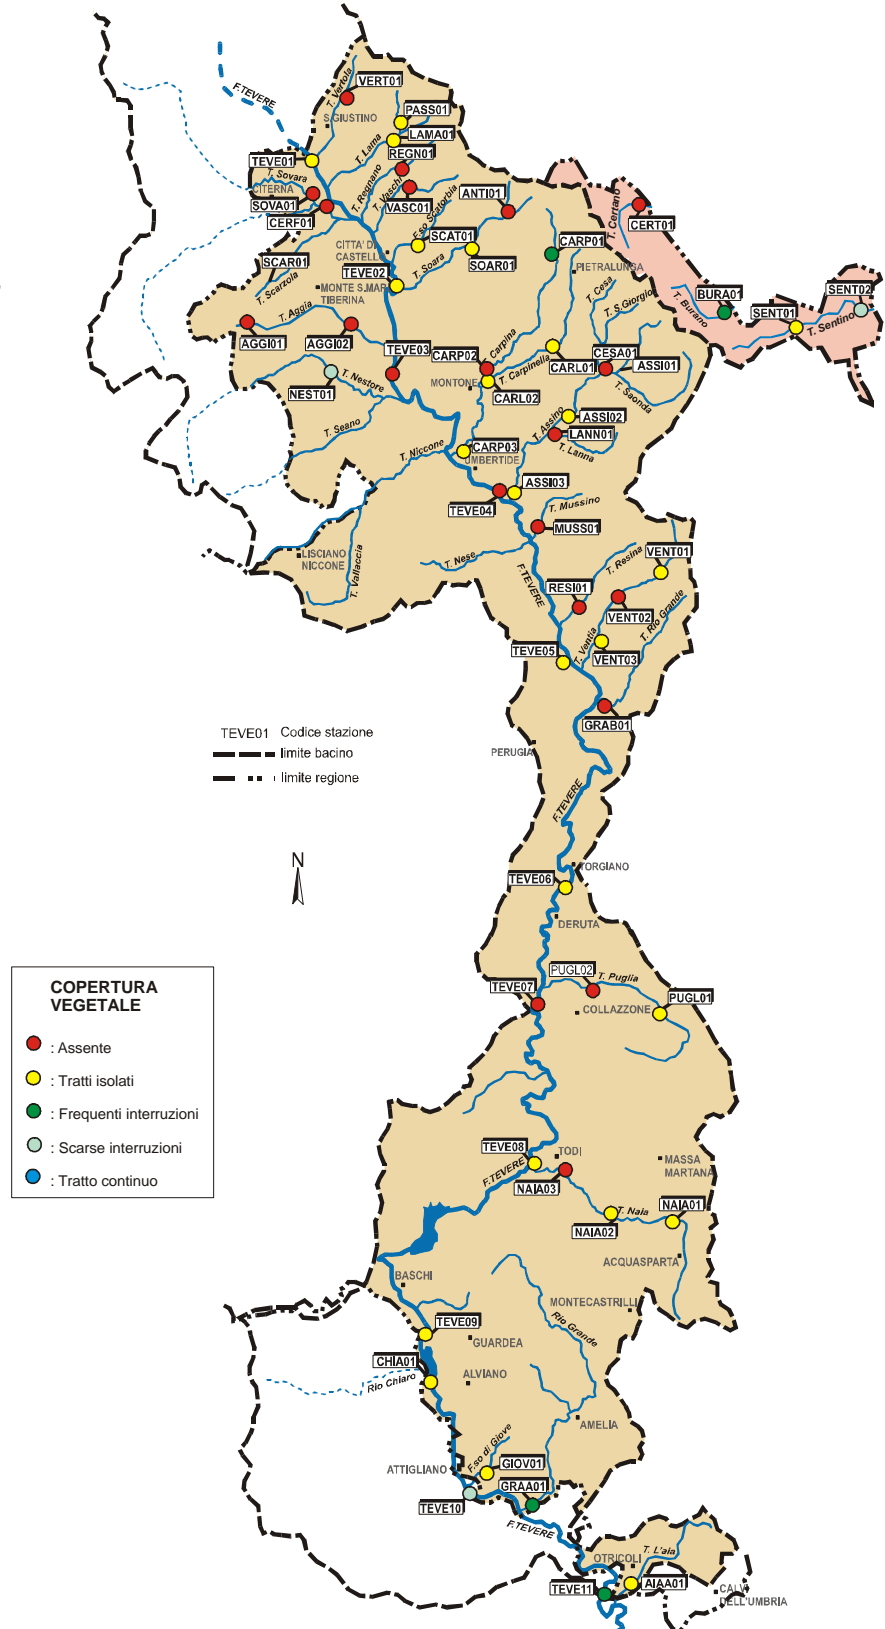 F.TEVERE
T. Vertola
VERT01
S.GIUSTINO
PASS01
LAMA01
T. Lama
REGN01
TEVE01
T. Sovara
CITERNA
T. Regnano
T. Vaschi
SOVA01
VASC01
ANTI01
CERF01
F.so Scatorbia
SCAT01
T. Cerrano
CERT01
CARP01
CITTA' DI
CASTELLO
SCAR01
T. Soara
SOAR01
TEVE02
PIETRALUNGA
T. Scarzola
MONTE S.MARIA
TIBERINA
T. Cesa
T. S.Giorgio
BURA01
T. Burano
SENT02
SENT01
T. Sentino
T. Aggia
AGGI01
AGGI02
TEVE03
CARP02
T. Carpina
T. Carpinella
CARL01
CESA01
ASSI01
NEST01
T. Nestore
MONTONE
CARL02
T. Saonda
T. Seano
T. Assino
ASSI02
LANN01
T. Lanna
T. Niccone
CARP03
UMBERTIDE
ASSI03
TEVE04
T. Mussino
MUSS01
LISCIANO
NICCONE
T. Vallaccia
T. Nese
F.TEVERE
T. Resina
VENT01
RESI01
VENT02
T. Rio Grande
T. Ventia
TEVE05
VENT03
GRAB01
TEVE01 Codice stazione
limite bacino
limite regione
PERUGIA
F.TEVERE
N
TORGIANO
TEVE06
DERUTA
PUGL02
T. Puglia
TEVE07
PUGL01
COLLAZZONE
COPERTURA
VEGETALE
: Assente
: Tratti isolati
: Frequenti interruzioni
: Scarse interruzioni
: Tratto continuo
TEVE08
TODI
F.TEVERE
NAIA03
MASSA
MARTANA
T. Naia
NAIA01
NAIA02
ACQUASPARTA
BASCHI
MONTECASTRILLI
Rio Grande
TEVE09
GUARDEA
CHIA01
Rio Chiaro
ALVIANO
AMELIA
F.so di Giove
ATTIGLIANO
GIOV01
GRAA01
TEVE10
F.TEVERE
OTRICOLI
T. L'aia
TEVE11
AIAA01
CALVI
DELL'UMBRIA